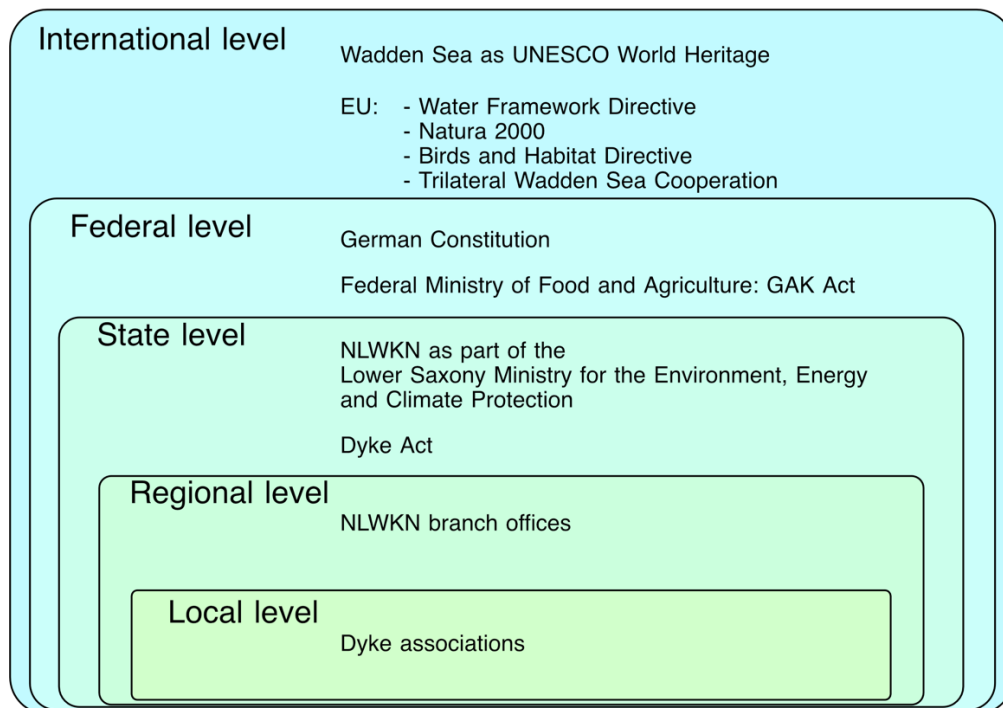 International level
Wadden Sea as UNESCO World Heritage
EU: - Water Framework Directive
- Natura 2000
- Birds and Habitat Directive
- Trilateral Wadden Sea Cooperation
Federal level
German Constitution
Federal Ministry of Food and Agriculture: GAK Act
State level
NLWKN as part of the
Lower Saxony Ministry for the Environment, Energy
and Climate Protection
Dyke Act
Regional level
NLWKN branch offices
Local level
Dyke associations